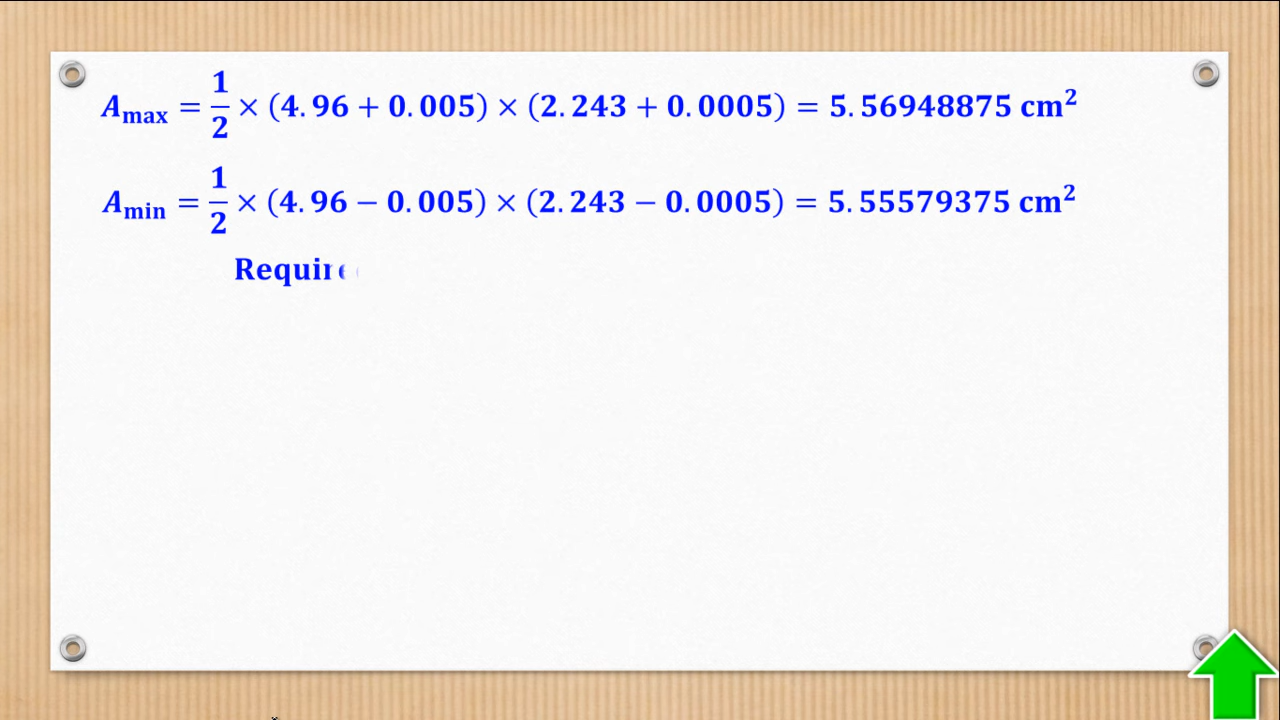 A_max = 1/2 × (4.96 + 0.005) × (2.243 + 0.0005) = 5.56948875 cm²
A_min = 1/2 × (4.96 − 0.005) × (2.243 − 0.0005) = 5.55579375 cm²